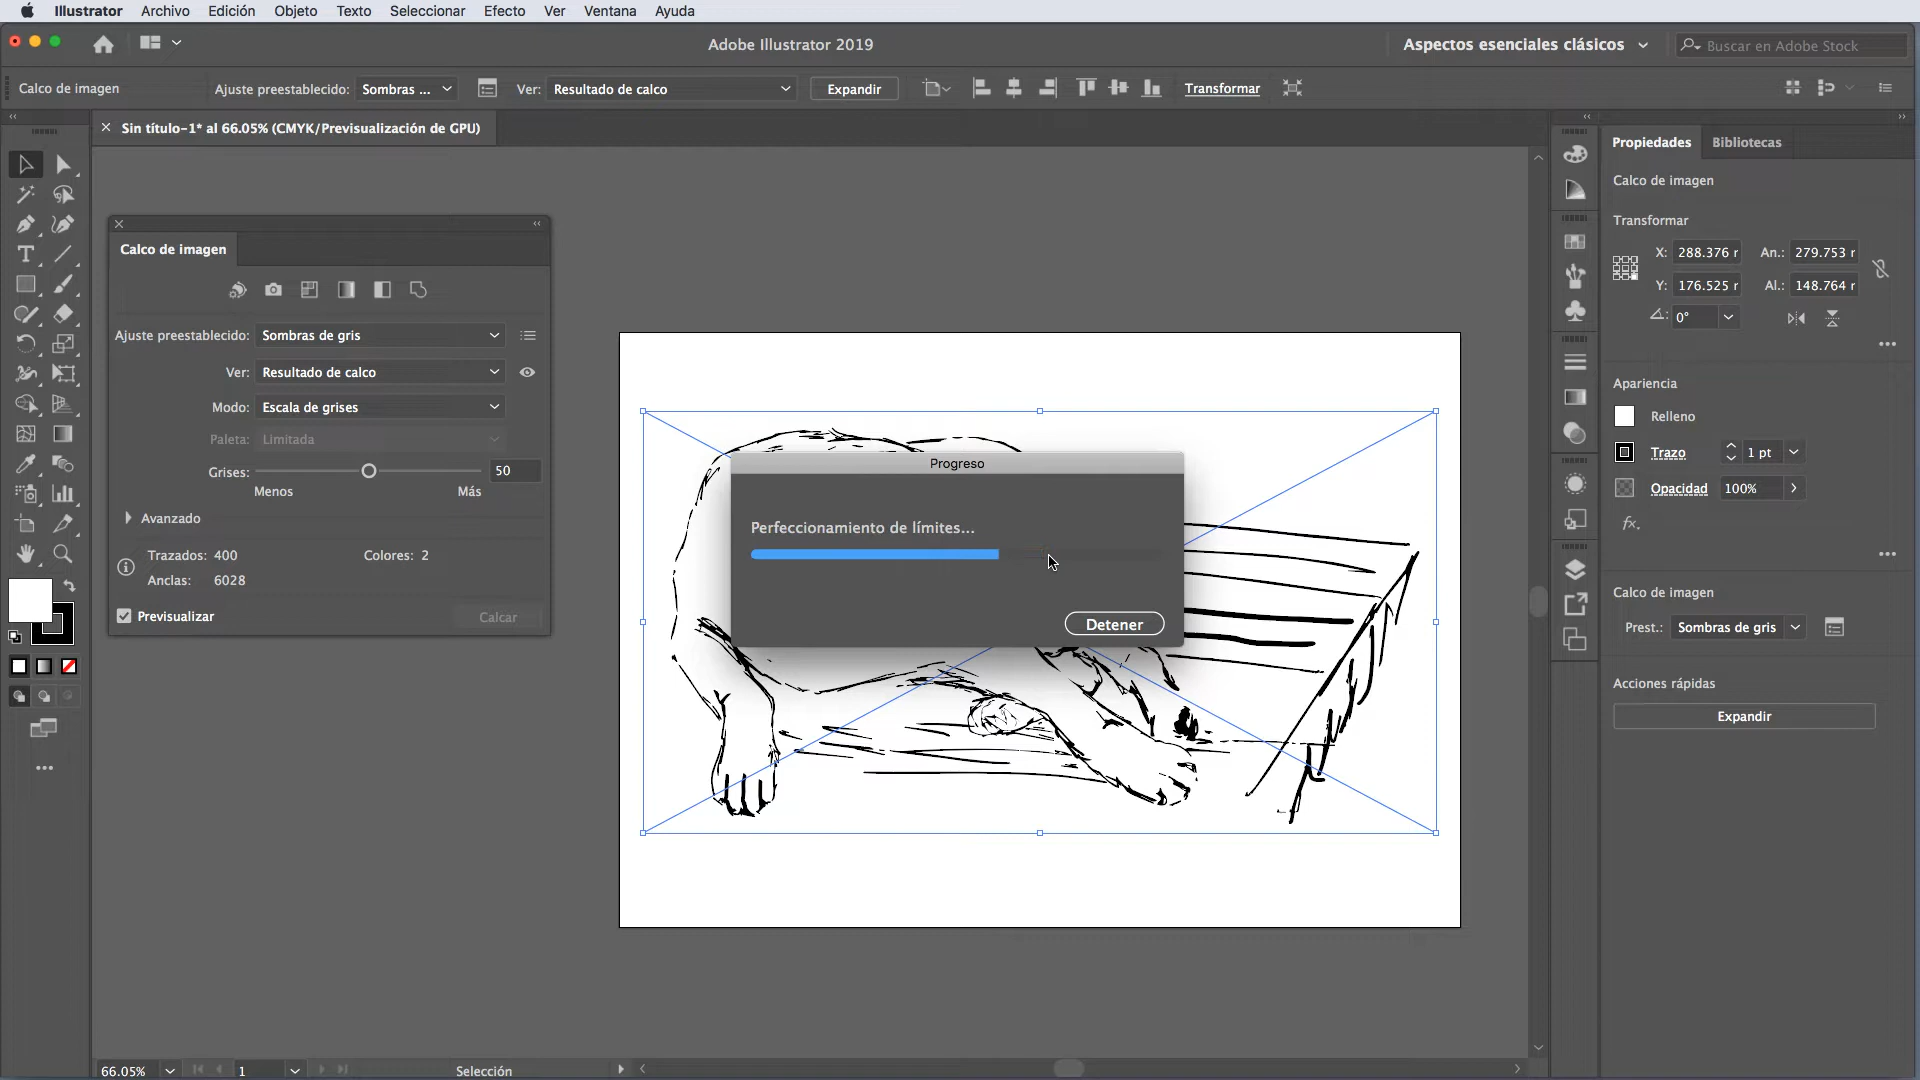 Illustrator Archivo Edición Objeto Texto Seleccionar Efecto Ver Ventana Ayuda
Adobe Illustrator 2019
Aspectos esenciales clásicos
Buscar en Adobe Stock
Calco de imagen
Ajuste preestablecido: Sombras ...
Ver: Resultado de calco
Expandir
Transformar
Sin título-1* al 66.05% (CMYK/Previsualización de GPU)
Calco de imagen
Ajuste preestablecido: Sombras de gris
Ver: Resultado de calco
Modo: Escala de grises
Paleta: Limitada
Grises: 50
Menos Más
Avanzado
Trazados: 400 Colores: 2
Anclas: 6028
Previsualizar
Calcar
Progreso
Perfeccionamiento de límites...
Detener
Propiedades Bibliotecas
Calco de imagen
Transformar
X: 288.376 An.: 279.753
Y: 176.525 Al.: 148.764
0°
Apariencia
Relleno
Trazo 1 pt
Opacidad 100%
fx.
Calco de imagen
Prest.: Sombras de gris
Acciones rápidas
Expandir
66.05% 1 Selección